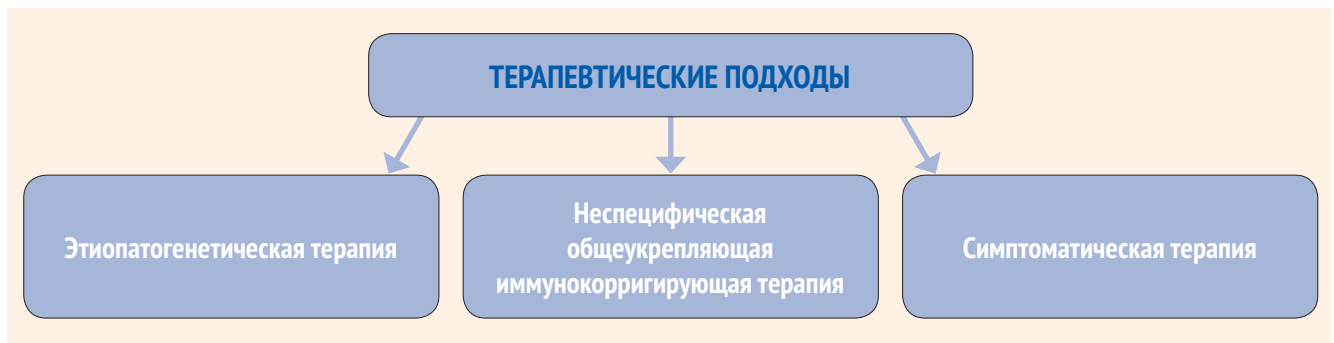 ТЕРАПЕВТИЧЕСКИЕ ПОДХОДЫ
Этиопатогенетическая терапия
Неспецифическая
общеукрепляющая
иммунокорригирующая терапия
Симптоматическая терапия